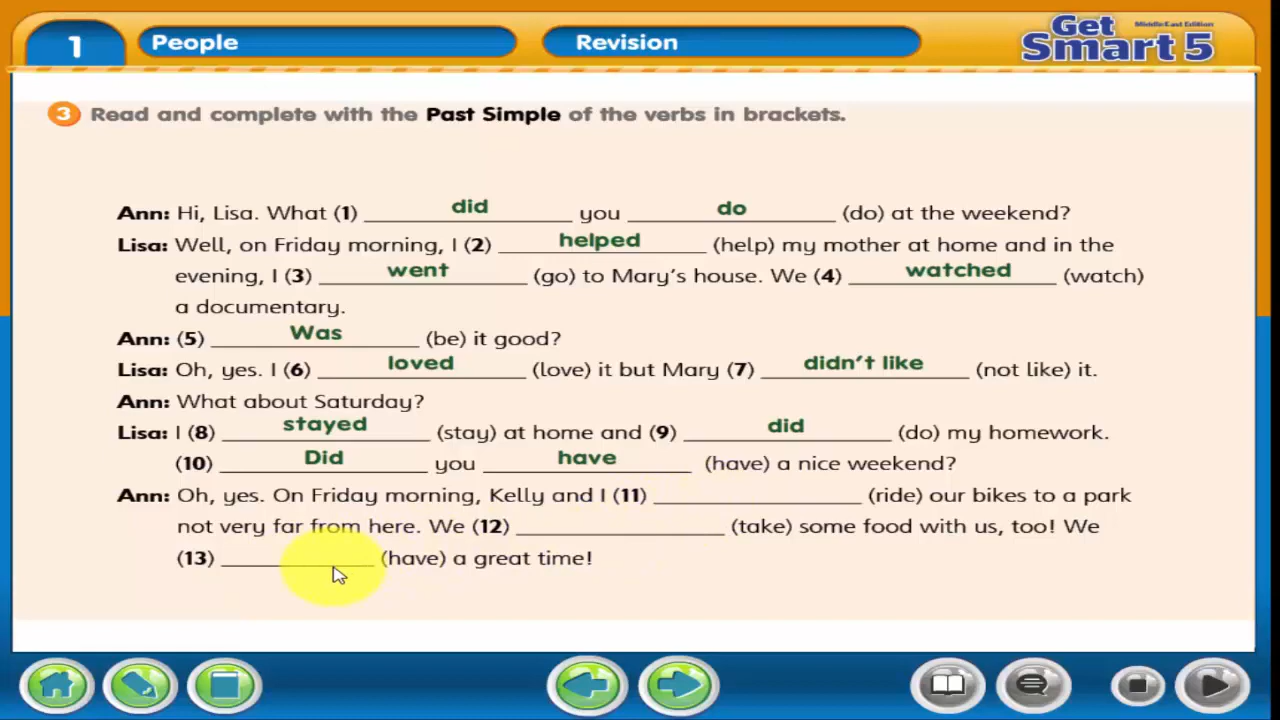 1 People Revision Get Smart 5 Middle East Edition
3 Read and complete with the Past Simple of the verbs in brackets.
Ann: Hi, Lisa. What (1) did you do (do) at the weekend?
Lisa: Well, on Friday morning, I (2) helped (help) my mother at home and in the
evening, I (3) went (go) to Mary's house. We (4) watched (watch)
a documentary.
Ann: (5) Was (be) it good?
Lisa: Oh, yes. I (6) loved (love) it but Mary (7) didn't like (not like) it.
Ann: What about Saturday?
Lisa: I (8) stayed (stay) at home and (9) did (do) my homework.
(10) Did you have (have) a nice weekend?
Ann: Oh, yes. On Friday morning, Kelly and I (11) ____________ (ride) our bikes to a park
not very far from here. We (12) ____________ (take) some food with us, too! We
(13) ____________ (have) a great time!